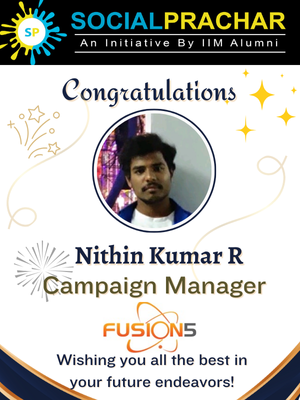 SP
SOCIALPRACHAR
An Initiative By IIM Alumni
Congratulations
Nithin Kumar R
Campaign Manager
FUSION5
Wishing you all the best in
your future endeavors!